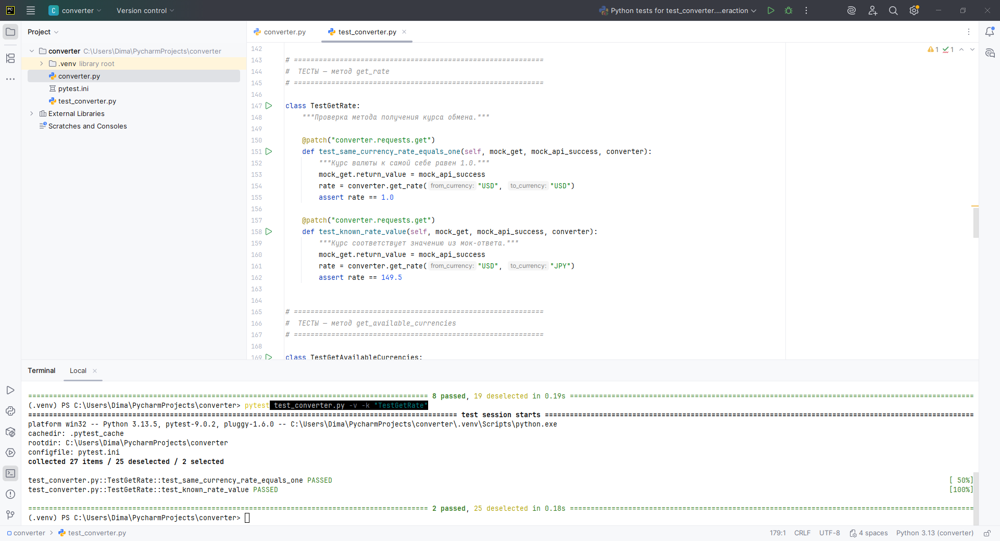 PC
C converter
Version control
Python tests for test_converter....eraction
Project
converter C:\Users\Dima\PycharmProjects\converter
.venv library root
converter.py
pytest.ini
test_converter.py
External Libraries
Scratches and Consoles
converter.py
test_converter.py
1 1
142
143 # ============================================================
144 #  ТЕСТЫ — метод get_rate
145 # ============================================================
146
147 class TestGetRate:
148 """Проверка метода получения курса обмена."""
149
150 @patch("converter.requests.get")
151 def test_same_currency_rate_equals_one(self, mock_get, mock_api_success, converter):
152 """Курс валюты к самой себе равен 1.0."""
153 mock_get.return_value = mock_api_success
154 rate = converter.get_rate( from_currency: "USD", to_currency: "USD")
155 assert rate == 1.0
156
157 @patch("converter.requests.get")
158 def test_known_rate_value(self, mock_get, mock_api_success, converter):
159 """Курс соответствует значению из мок-ответа."""
160 mock_get.return_value = mock_api_success
161 rate = converter.get_rate( from_currency: "USD", to_currency: "JPY")
162 assert rate == 149.5
163
164
165 # ============================================================
166 #  ТЕСТЫ — метод get_available_currencies
167 # ============================================================
168
169 class TestGetAvailableCurrencies:
Terminal
Local
================================================================================================ 8 passed, 19 deselected in 0.19s =================================================================================================
(.venv) PS C:\Users\Dima\PycharmProjects\converter> pytest test_converter.py -v -k "TestGetRate"
======================================================================================================= test session starts =======================================================================================================
platform win32 -- Python 3.13.5, pytest-9.0.2, pluggy-1.6.0 -- C:\Users\Dima\PycharmProjects\converter\.venv\Scripts\python.exe
cachedir: .pytest_cache
rootdir: C:\Users\Dima\PycharmProjects\converter
configfile: pytest.ini
collected 27 items / 25 deselected / 2 selected
test_converter.py::TestGetRate::test_same_currency_rate_equals_one PASSED [ 50%]
test_converter.py::TestGetRate::test_known_rate_value PASSED [100%]
================================================================================================ 2 passed, 25 deselected in 0.18s =================================================================================================
(.venv) PS C:\Users\Dima\PycharmProjects\converter>
converter > test_converter.py
179:1 CRLF UTF-8 4 spaces Python 3.13 (converter)